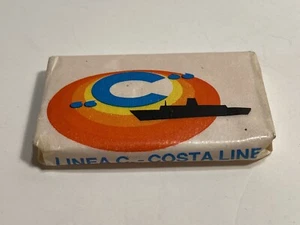 C
LINEA C. - COSTA LINE